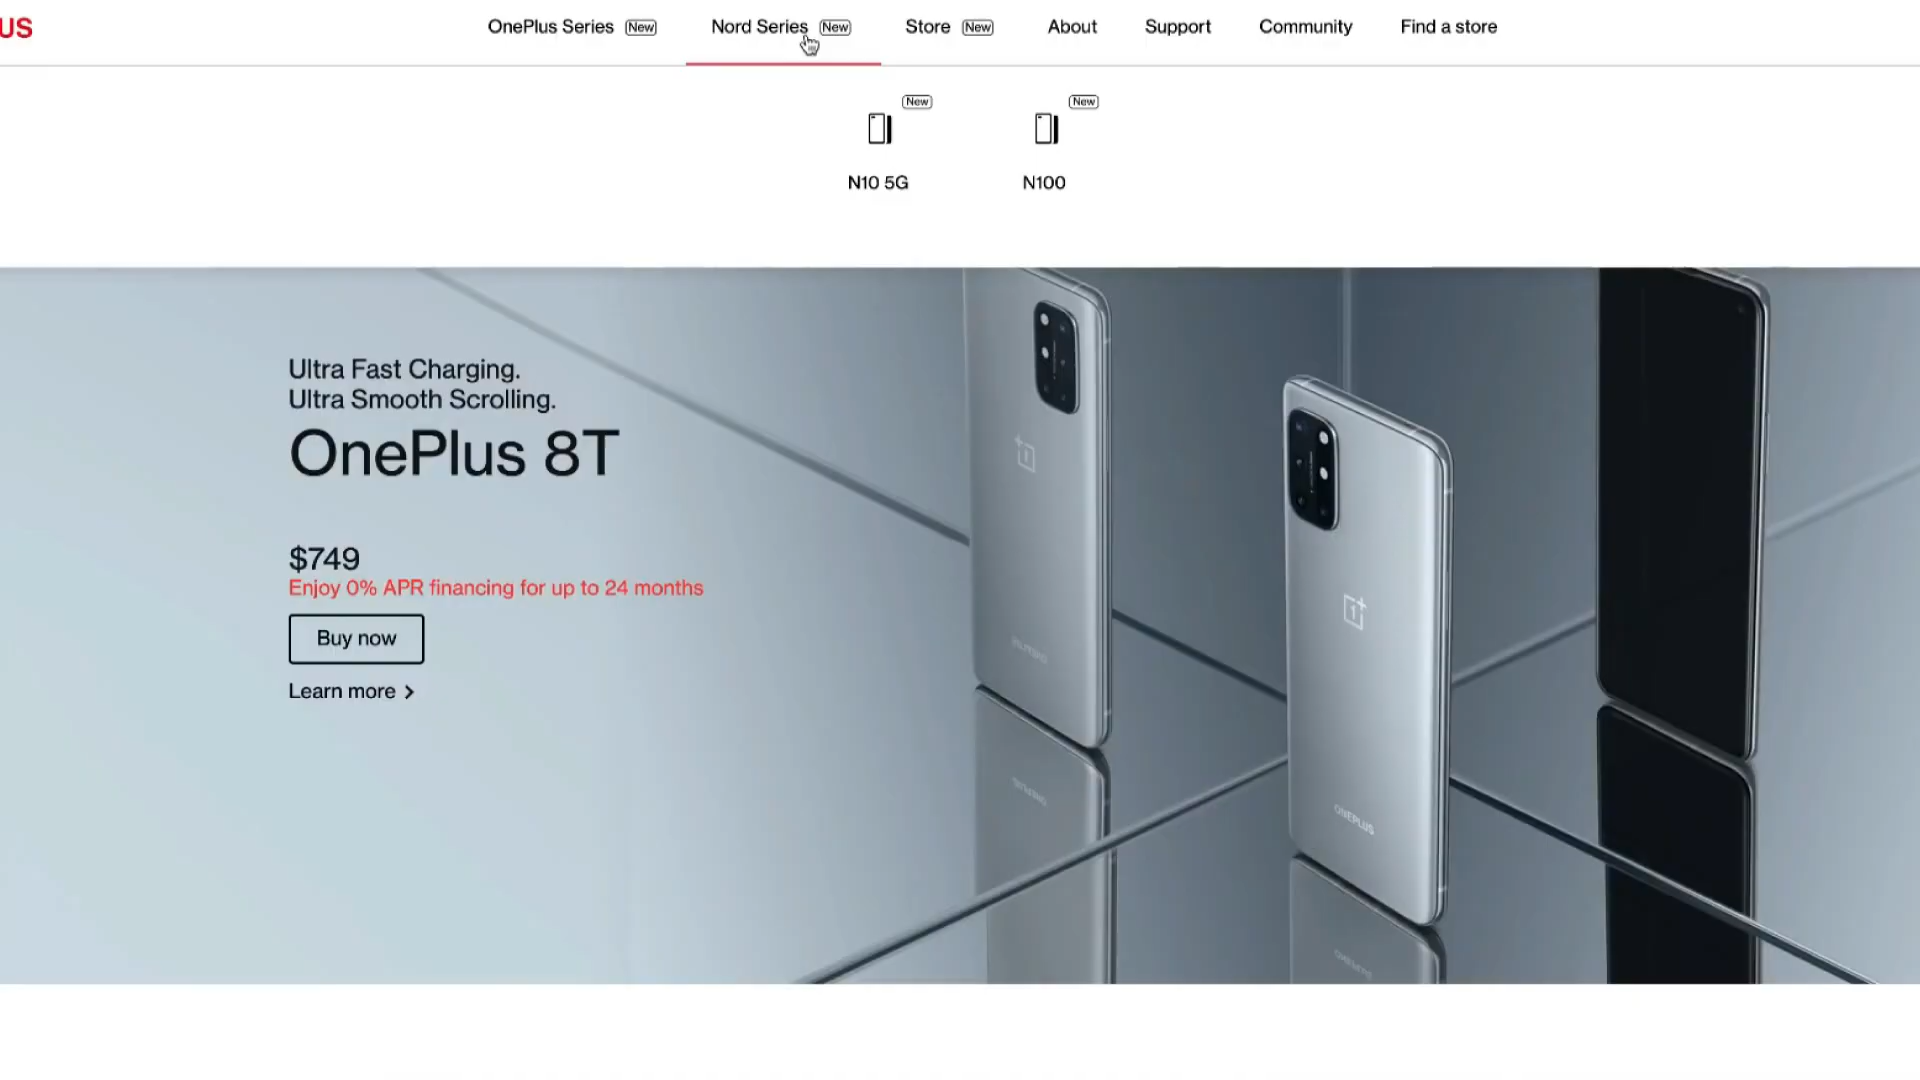 US
OnePlus Series New
Nord Series New
Store New
About
Support
Community
Find a store
New
N10 5G
New
N100
Ultra Fast Charging.
Ultra Smooth Scrolling.
OnePlus 8T
$749
Enjoy 0% APR financing for up to 24 months
Buy now
Learn more >
ONEPLUS